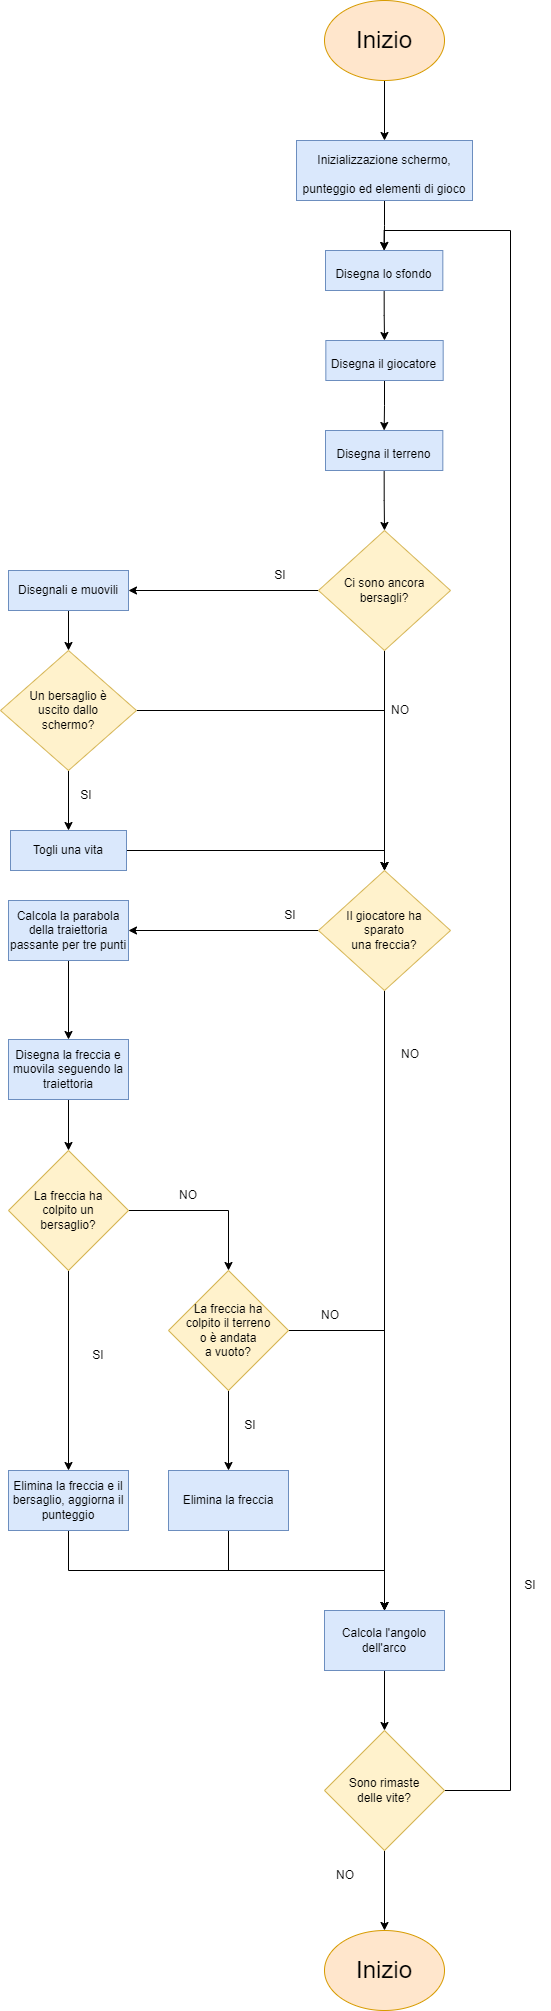 Inizio
Inizializzazione schermo,
punteggio ed elementi di gioco
Disegna lo sfondo
Disegna il giocatore
Disegna il terreno
Ci sono ancora
bersagli?
SI
Disegnali e muovili
Un bersaglio è
uscito dallo
schermo?
NO
SI
Togli una vita
Il giocatore ha
sparato
una freccia?
SI
Calcola la parabola
della traiettoria
passante per tre punti
NO
Disegna la freccia e
muovila seguendo la
traiettoria
La freccia ha
colpito un
bersaglio?
NO
La freccia ha
colpito il terreno
o è andata
a vuoto?
NO
SI
SI
Elimina la freccia e il
bersaglio, aggiorna il
punteggio
Elimina la freccia
SI
Calcola l'angolo
dell'arco
Sono rimaste
delle vite?
NO
Inizio